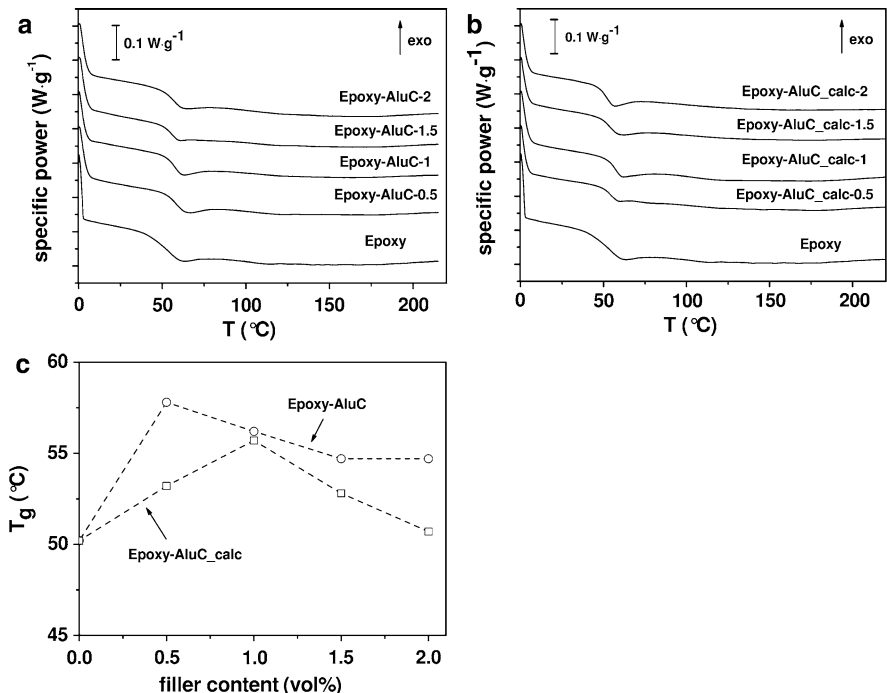 a
0.1 W·g-1
exo
Epoxy-AluC-2
Epoxy-AluC-1.5
Epoxy-AluC-1
Epoxy-AluC-0.5
Epoxy
specific power (W·g-1)
0 50 100 150 200
T (°C)
b
0.1 W·g-1
exo
Epoxy-AluC_calc-2
Epoxy-AluC_calc-1.5
Epoxy-AluC_calc-1
Epoxy-AluC_calc-0.5
Epoxy
specific power (W·g-1)
0 50 100 150 200
T (°C)
c
60
55
50
45
Tg (°C)
Epoxy-AluC
Epoxy-AluC_calc
0.0 0.5 1.0 1.5 2.0
filler content (vol%)